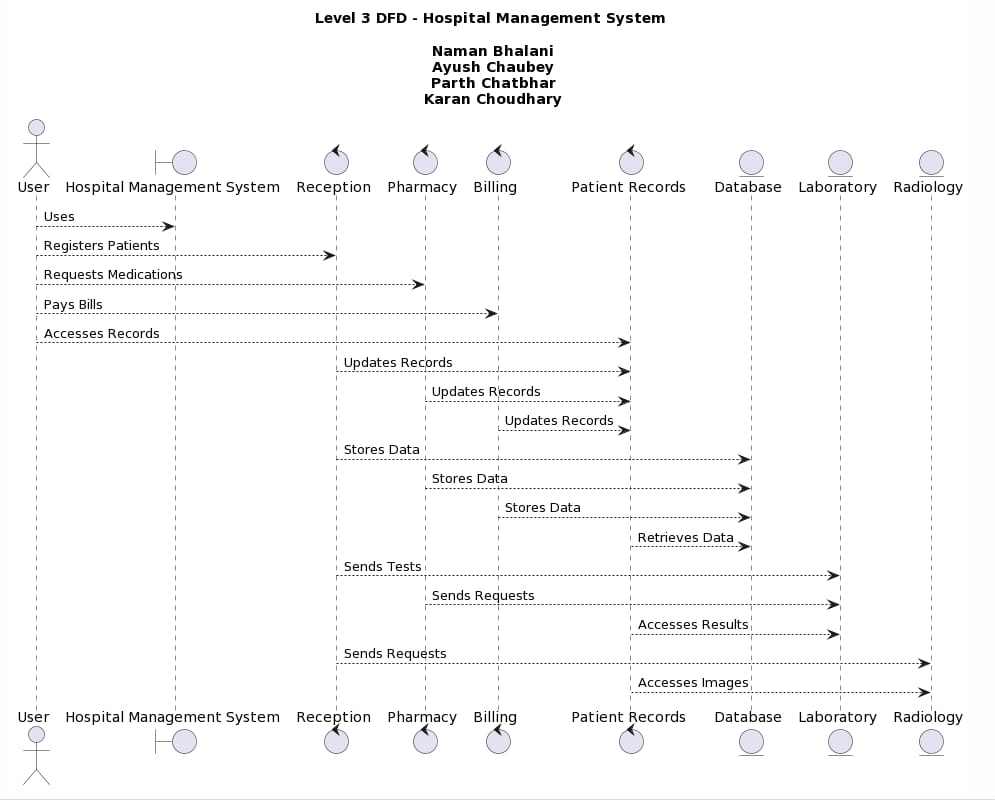 Level 3 DFD - Hospital Management System
Naman Bhalani
Ayush Chaubey
Parth Chatbhar
Karan Choudhary
User Hospital Management System Reception Pharmacy Billing Patient Records Database Laboratory Radiology
Uses
Registers Patients
Requests Medications
Pays Bills
Accesses Records
Updates Records
Updates Records
Updates Records
Stores Data
Stores Data
Stores Data
Retrieves Data
Sends Tests
Sends Requests
Accesses Results
Sends Requests
Accesses Images
User Hospital Management System Reception Pharmacy Billing Patient Records Database Laboratory Radiology